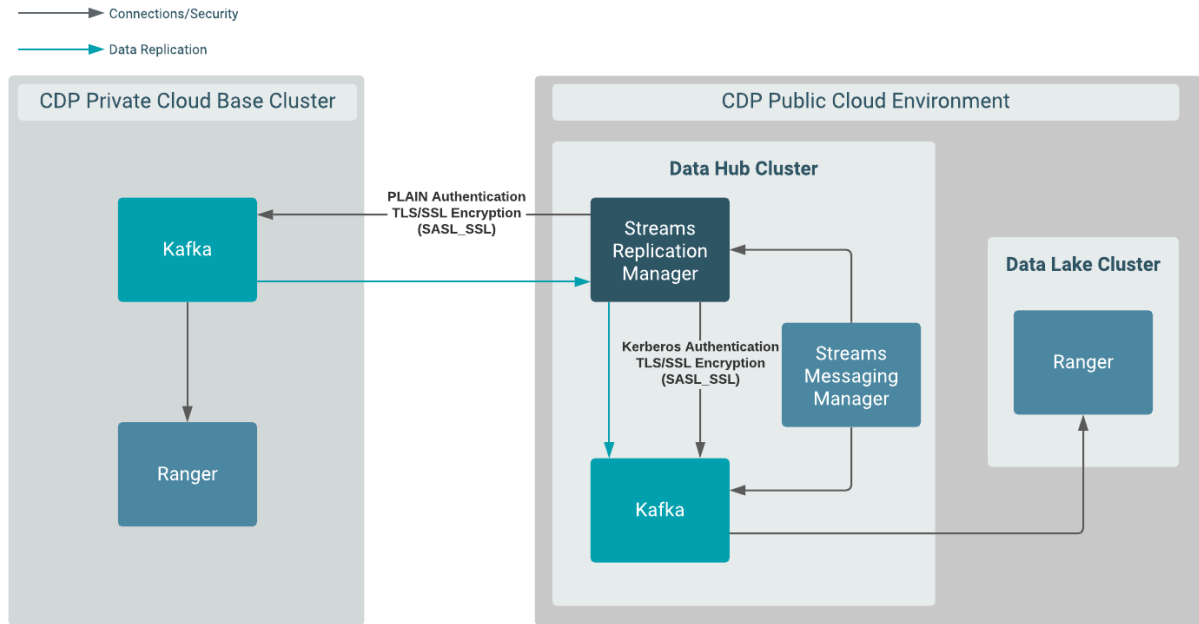 Connections/Security
Data Replication
CDP Private Cloud Base Cluster
CDP Public Cloud Environment
Data Hub Cluster
PLAIN Authentication
TLS/SSL Encryption
(SASL_SSL)
Kafka
Streams
Replication
Manager
Data Lake Cluster
Kerberos Authentication
TLS/SSL Encryption
(SASL_SSL)
Streams
Messaging
Manager
Ranger
Ranger
Kafka